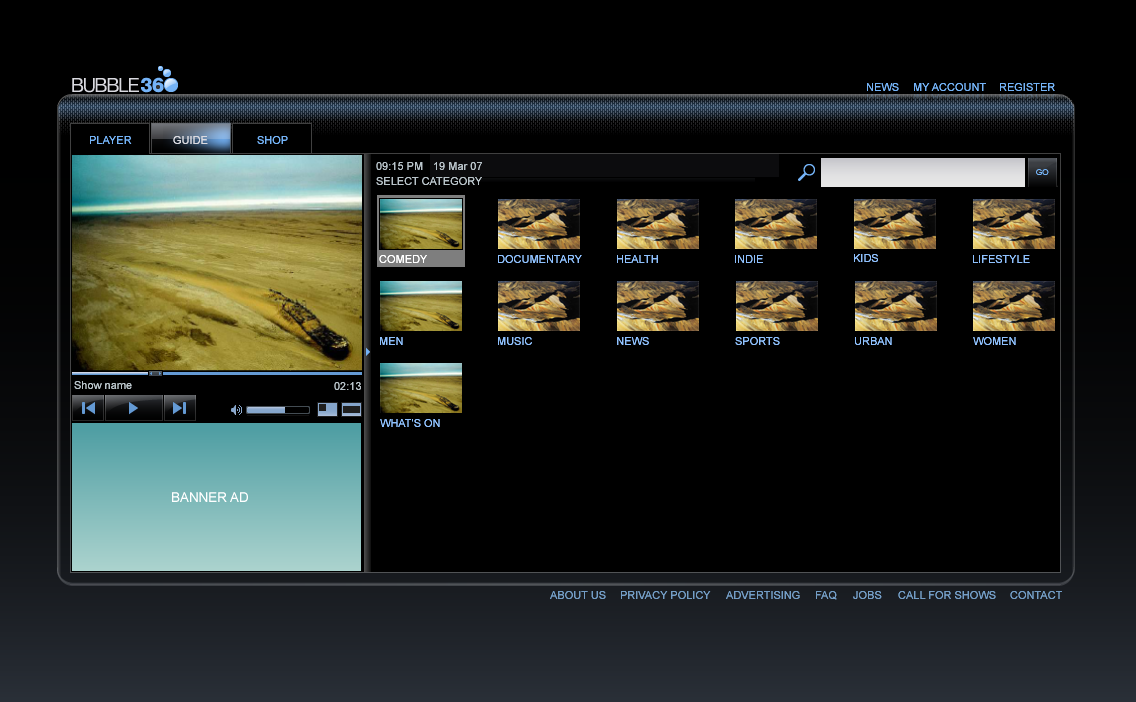 BUBBLE360
NEWS MY ACCOUNT REGISTER
PLAYER GUIDE SHOP
09:15 PM 19 Mar 07
SELECT CATEGORY
GO
COMEDY DOCUMENTARY HEALTH INDIE KIDS LIFESTYLE
MEN MUSIC NEWS SPORTS URBAN WOMEN
WHAT'S ON
Show name 02:13
BANNER AD
ABOUT US PRIVACY POLICY ADVERTISING FAQ JOBS CALL FOR SHOWS CONTACT